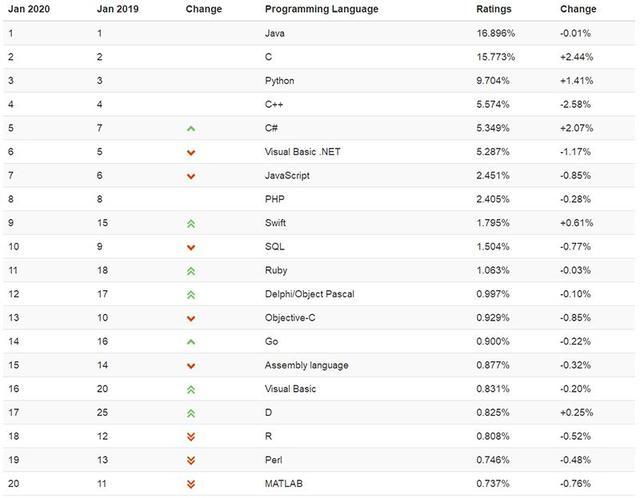 Jan 2020 Jan 2019 Change Programming Language Ratings Change
1 1 Java 16.896% -0.01%
2 2 C 15.773% +2.44%
3 3 Python 9.704% +1.41%
4 4 C++ 5.574% -2.58%
5 7 C# 5.349% +2.07%
6 5 Visual Basic .NET 5.287% -1.17%
7 6 JavaScript 2.451% -0.85%
8 8 PHP 2.405% -0.28%
9 15 Swift 1.795% +0.61%
10 9 SQL 1.504% -0.77%
11 18 Ruby 1.063% -0.03%
12 17 Delphi/Object Pascal 0.997% -0.10%
13 10 Objective-C 0.929% -0.85%
14 16 Go 0.900% -0.22%
15 14 Assembly language 0.877% -0.32%
16 20 Visual Basic 0.831% -0.20%
17 25 D 0.825% +0.25%
18 12 R 0.808% -0.52%
19 13 Perl 0.746% -0.48%
20 11 MATLAB 0.737% -0.76%